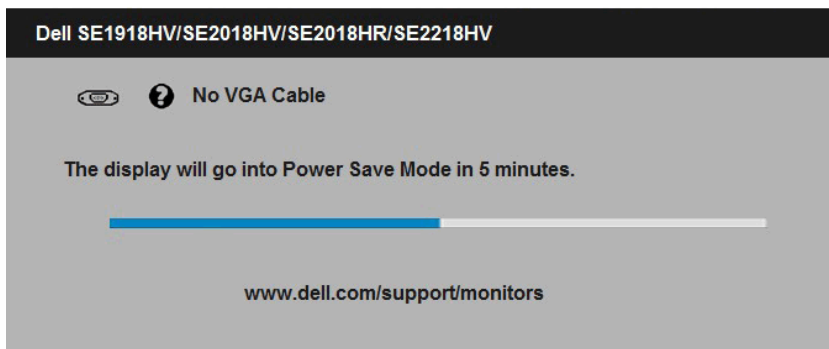 Dell SE1918HV/SE2018HV/SE2018HR/SE2218HV
No VGA Cable
The display will go into Power Save Mode in 5 minutes.
www.dell.com/support/monitors